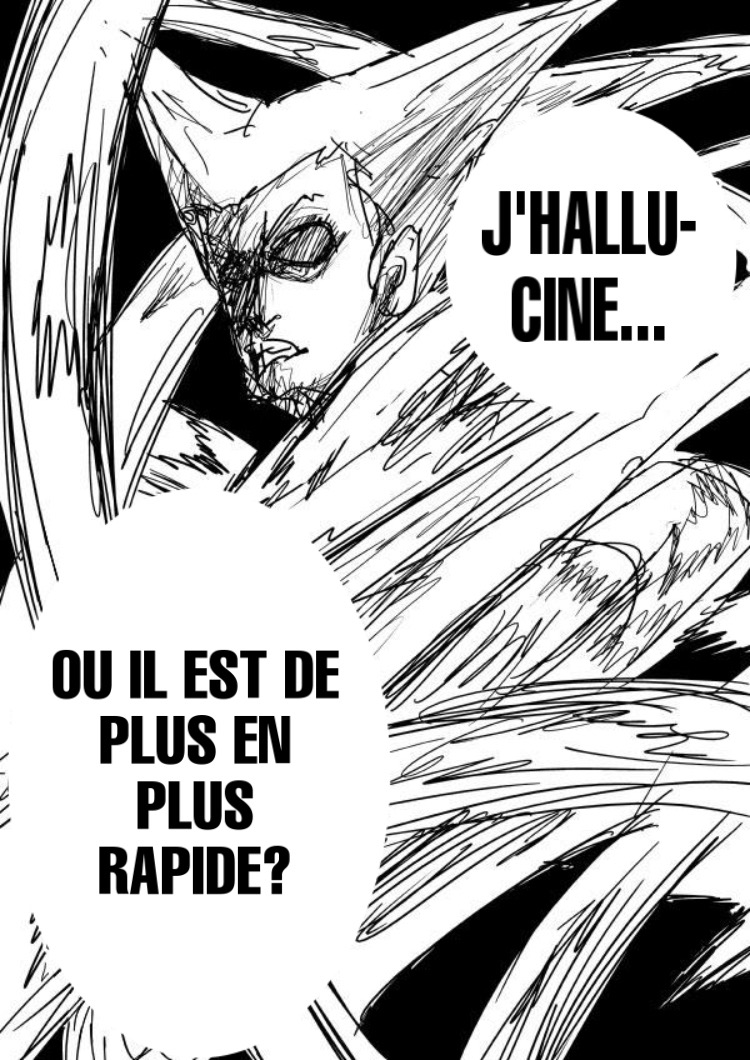 J'HALLU-
CINE...
OU IL EST DE
PLUS EN
PLUS
RAPIDE?